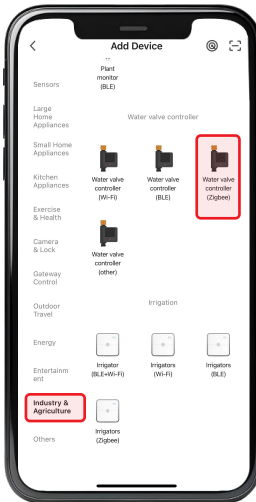 Add Device
Sensors
Large
Home
Appliances
Small Home
Appliances
Kitchen
Appliances
Exercise
& Health
Camera
& Lock
Gateway
Control
Outdoor
Travel
Energy
Entertainm
ent
Industry &
Agriculture
Others
Plant
monitor
(BLE)
Water valve controller
Water valve
controller
(Wi-Fi)
Water valve
controller
(BLE)
Water valve
controller
(Zigbee)
Water valve
controller
(other)
Irrigation
Irrigator
(BLE+Wi-Fi)
Irrigators
(Wi-Fi)
Irrigators
(BLE)
Irrigators
(Zigbee)